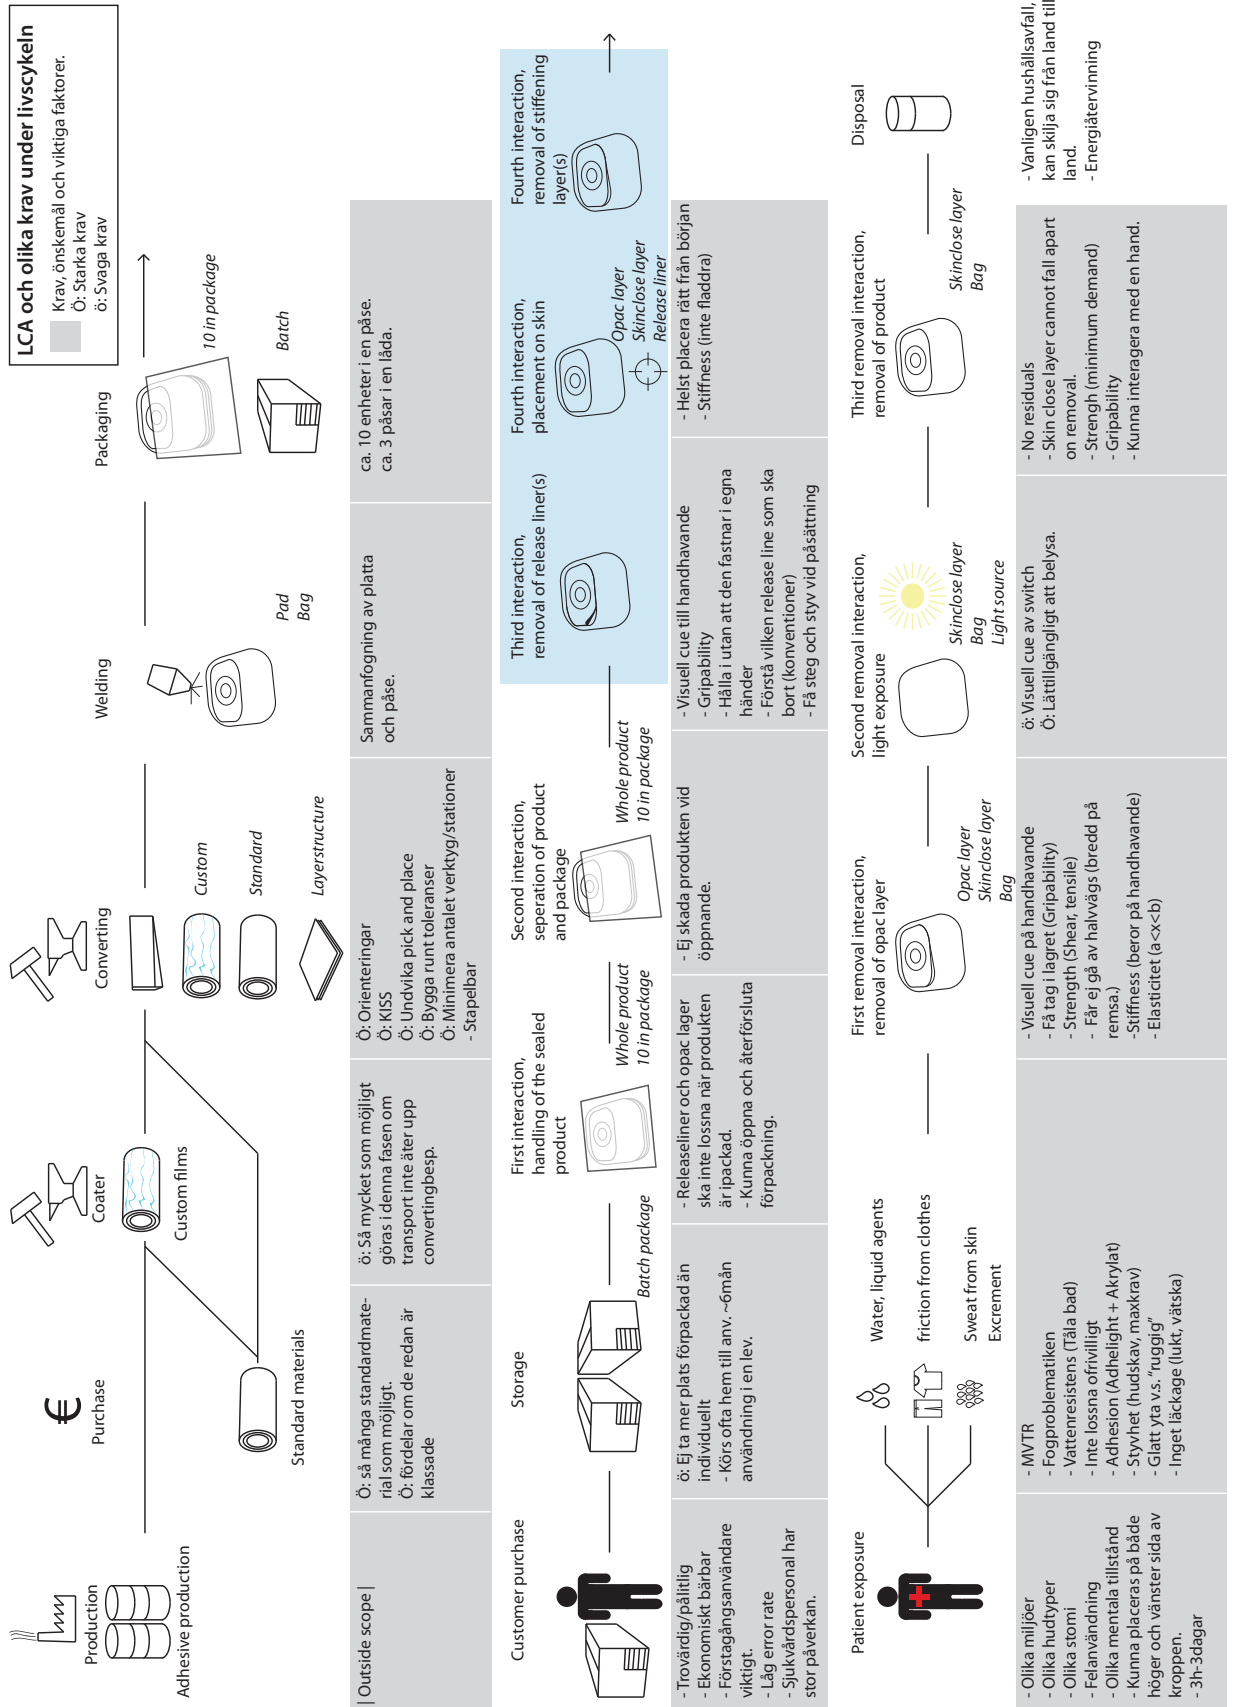 LCA och olika krav under livscykeln
Krav, önskemål och viktiga faktorer.
Ö: Starka krav
ö: Svaga krav
Production
Adhesive production
Purchase
Standard materials
Coater
Custom films
Converting
Custom
Standard
Layerstructure
Welding
Pad
Bag
Packaging
10 in package
Batch
| Outside scope |
Ö: så många standardmate-
rial som möjligt.
Ö: fördelar om de redan är
klassade
ö: Så mycket som möjligt
göras i denna fasen om
transport inte äter upp
convertingbesp.
Ö: Orienteringar
Ö: KISS
Ö: Undvika pick and place
Ö: Bygga runt toleranser
Ö: Minimera antalet verktyg/stationer
- Stapelbar
Sammanfogning av platta
och påse.
ca. 10 enheter i en påse.
ca. 3 påsar i en låda.
Customer purchase
Storage
Batch package
First interaction,
handling of the sealed
product
Whole product
10 in package
Second interaction,
seperation of product
and package
Whole product
10 in package
Third interaction,
removal of release liner(s)
Fourth interaction,
placement on skin
Opac layer
Skinclose layer
Release liner
Fourth interaction,
removal of stiffening
layer(s)
- Trovärdig/pålitlig
- Ekonomiskt bärbar
- Förstagångsanvändare
viktigt.
- Låg error rate
- Sjukvårdspersonal har
stor påverkan.
ö: Ej ta mer plats förpackad än
individuellt
- Körs ofta hem till anv. ~6mån
användning i en lev.
- Releaseliner och opac lager
ska inte lossna när produkten
är ipackad.
- Kunna öppna och återförsluta
förpackning.
- Ej skada produkten vid
öppnande.
- Visuell cue till handhavande
- Gripability
- Hålla i utan att den fastnar i egna
händer
- Förstå vilken release line som ska
bort (konventioner)
- Få steg och styv vid påsättning
- Helst placera rätt från början
- Stiffness (inte fladdra)
Patient exposure
Water, liquid agents
friction from clothes
Sweat from skin
Excrement
First removal interaction,
removal of opac layer
Opac layer
Skinclose layer
Bag
Second removal interaction,
light exposure
Skinclose layer
Bag
Light source
Third removal interaction,
removal of product
Skinclose layer
Bag
Disposal
- Olika miljöer
- Olika hudtyper
- Olika stomi
- Felanvändning
- Olika mentala tillstånd
- Kunna placeras på både
höger och vänster sida av
kroppen.
- 3h-3dagar
- MVTR
- Fogproblematiken
- Vattenresistens (Tåla bad)
- Inte lossna ofrivilligt
- Adhesion (Adhelight + Akrylat)
- Styvhet (hudskav, maxkrav)
- Glatt yta v.s. "ruggig"
- Inget läckage (lukt, vätska)
- Visuell cue på handhavande
- Få tag i lagret (Gripability)
- Strength (Shear, tensile)
- Får ej gå av halvvägs (bredd på
remsa.)
-Stiffness (beror på handhavande)
- Elasticitet (a<x<b)
ö: Visuell cue av switch
Ö: Lättillgängligt att belysa.
- No residuals
- Skin close layer cannot fall apart
on removal.
- Strengh (minimum demand)
- Gripability
- Kunna interagera med en hand.
- Vanligen hushållsavfall,
kan skilja sig från land till
land.
- Energiåtervinning